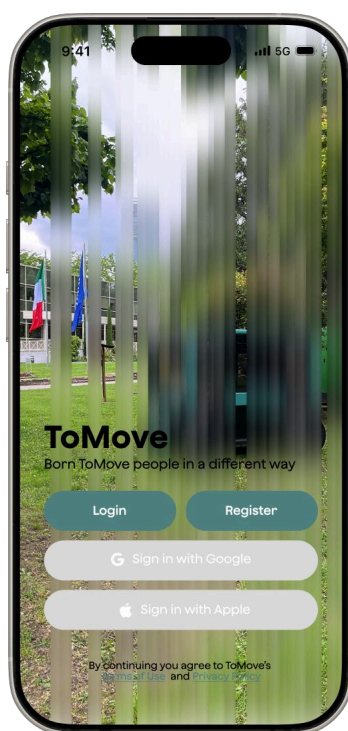 9:41
5G
ToMove
Born ToMove people in a different way
Login
Register
Sign in with Google
Sign in with Apple
By continuing you agree to ToMove's
Terms of Use and Privacy Policy